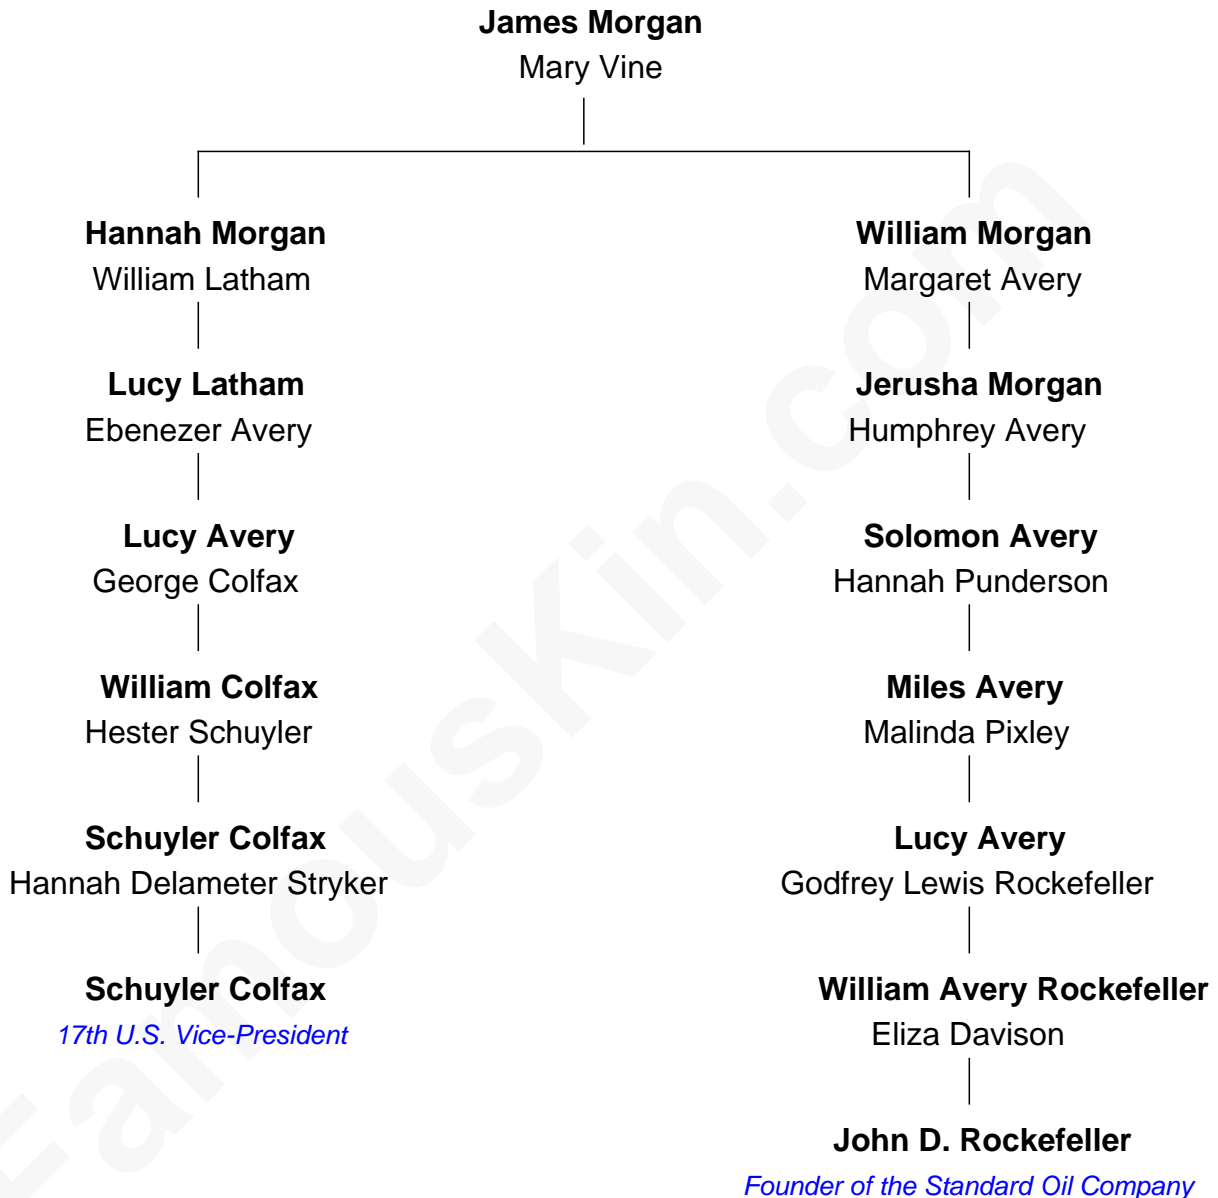 James Morgan
Mary Vine
Hannah Morgan
William Latham
William Morgan
Margaret Avery
Lucy Latham
Ebenezer Avery
Jerusha Morgan
Humphrey Avery
Lucy Avery
George Colfax
Solomon Avery
Hannah Punderson
William Colfax
Hester Schuyler
Miles Avery
Malinda Pixley
Schuyler Colfax
Hannah Delameter Stryker
Lucy Avery
Godfrey Lewis Rockefeller
Schuyler Colfax
17th U.S. Vice-President
William Avery Rockefeller
Eliza Davison
John D. Rockefeller
Founder of the Standard Oil Company
FamousKin.com